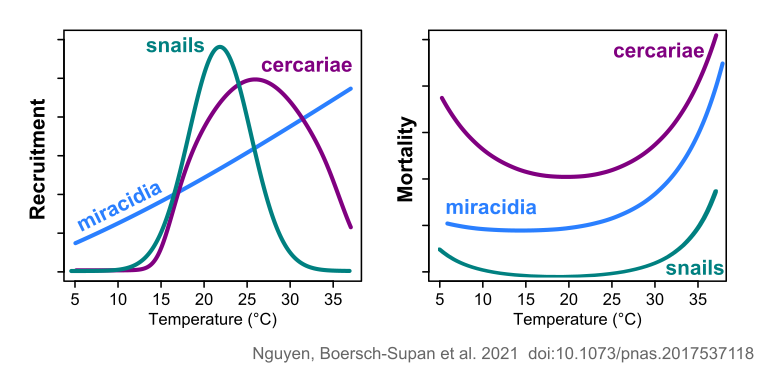 snails
cercariae
miracidia
Recruitment
5 10 15 20 25 30 35
Temperature (°C)
cercariae
miracidia
snails
Mortality
5 10 15 20 25 30 35
Temperature (°C)
Nguyen, Boersch-Supan et al. 2021 doi:10.1073/pnas.2017537118